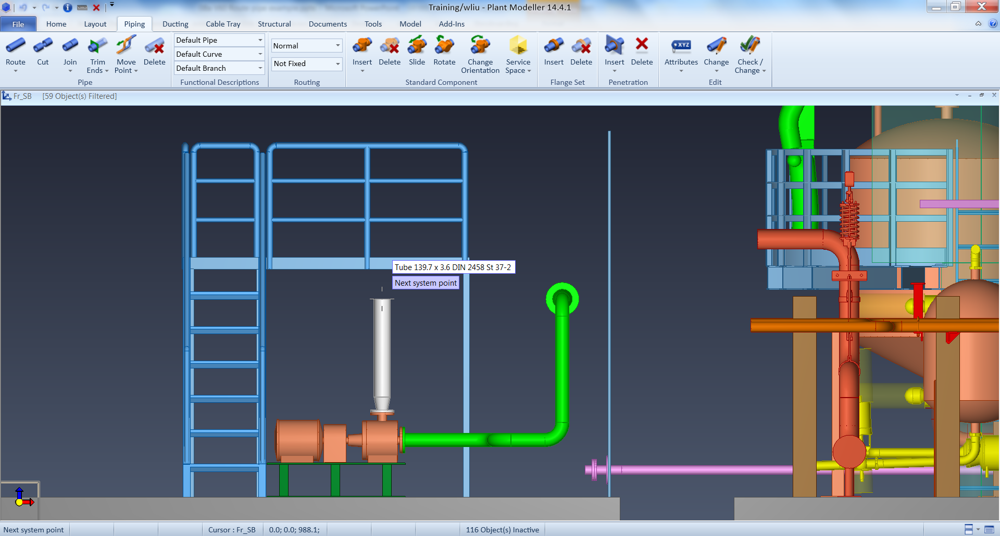 Training/wliu - Plant Modeller 14.4.1
File Home Layout Piping Ducting Cable Tray Structural Documents Tools Model Add-Ins
Route
Cut
Join
Trim
Ends
Move
Point
Delete
Pipe
Default Pipe
Default Curve
Default Branch
Functional Descriptions
Normal
Not Fixed
Routing
Insert
Delete
Slide
Rotate
Change
Orientation
Service
Space
Standard Component
Insert
Delete
Flange Set
Insert
Delete
Penetration
XYZ
Attributes
Change
Check /
Change
Edit
Fr_SB [59 Object(s) Filtered]
Tube 139.7 x 3.6 DIN 2458 St 37-2
Next system point
Next system point
Cursor : Fr_SB
0.0; 0.0; 988.1;
116 Object(s) Inactive